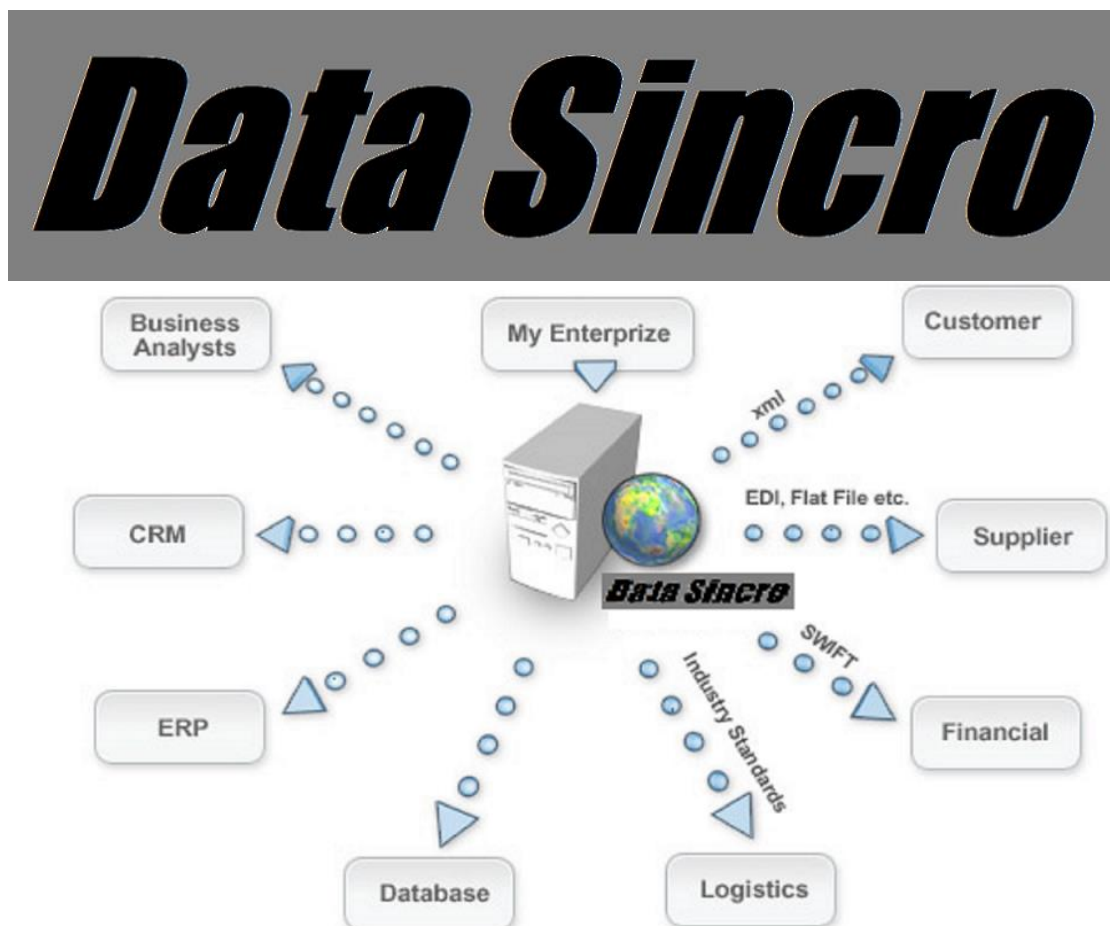 Data Sincro
Business
Analysts
My Enterprize
Customer
xml
CRM
EDI, Flat File etc.
Supplier
Data Sincro
ERP
SWIFT
Industry Standards
Financial
Database
Logistics